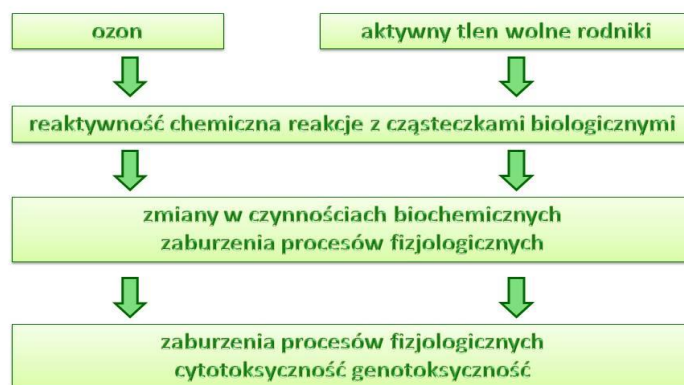 ozon
aktywny tlen wolne rodniki
reaktywność chemiczna reakcje z cząsteczkami biologicznymi
zmiany w czynnościach biochemicznych
zaburzenia procesów fizjologicznych
zaburzenia procesów fizjologicznych
cytotoksyczność genotoksyczność